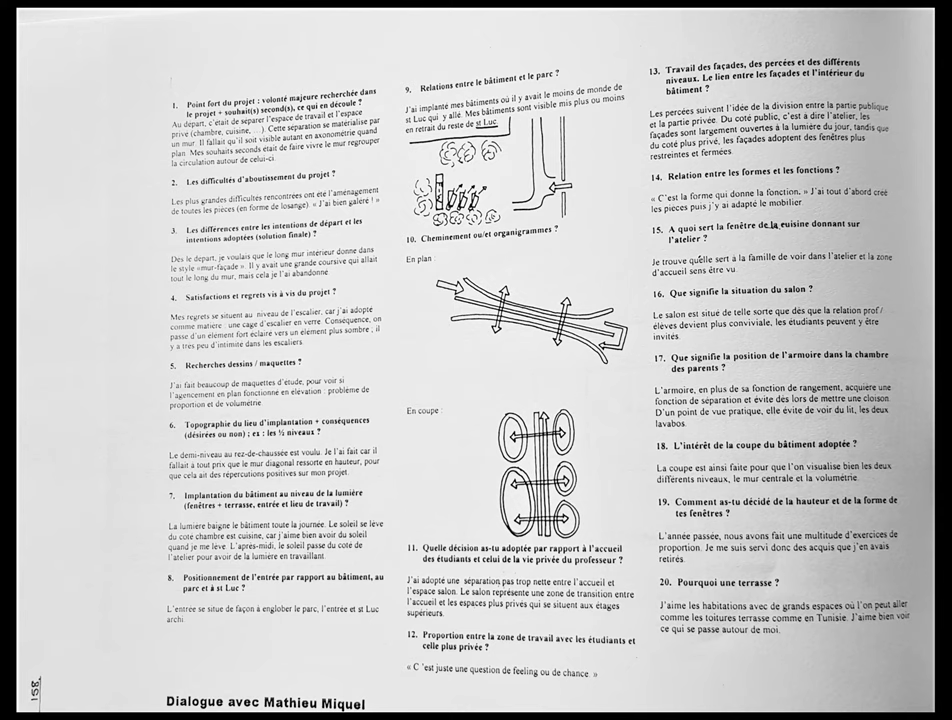 1. Point fort du projet : volonté majeure recherchée dans
le projet + souhait(s) second(s), ce qui en découle ?
Au départ, c'était de séparer l'espace de travail et l'espace
privé (chambre, cuisine, ...). Cette séparation se matérialise par
un mur. Il fallait qu'il soit visible autant en axonométrie quand
plan. Mes souhaits seconds était de faire vivre le mur regrouper
la circulation autour de celui-ci.
2. Les difficultés d'aboutissement du projet ?
Les plus grandes difficultés rencontrées ont été l'aménagement
de toutes les pièces (en forme de losange). « J'ai bien galéré ! »
3. Les différences entre les intentions de départ et les
intentions adoptées (solution finale) ?
Dès le départ, je voulais que le long mur intérieur donne dans
le style «mur-façade». Il y avait une grande coursive qui allait
tout le long du mur, mais cela je l'ai abandonné.
4. Satisfactions et regrets vis à vis du projet ?
Mes regrets se situent au niveau de l'escalier, car j'ai adopté
comme matière : une cage d'escalier en verre. Conséquence, on
passe d'un élément fort éclairé vers un élément plus sombre ; il
y a très peu d'intimité dans les escaliers.
5. Recherches dessins / maquettes ?
J'ai fait beaucoup de maquettes d'étude, pour voir si
l'agencement en plan fonctionne en élévation : problème de
proportion et de volumétrie.
6. Topographie du lieu d'implantation + conséquences
(désirées ou non) ; ex : les ½ niveaux ?
Le demi-niveau au rez-de-chaussée est voulu. Je l'ai fait car il
fallait à tout prix que le mur diagonal ressorte en hauteur, pour
que cela ait des répercutions positives sur mon projet.
7. Implantation du bâtiment au niveau de la lumière
(fenêtres + terrasse, entrée et lieu de travail) ?
La lumière baigne le bâtiment toute la journée. Le soleil se lève
du coté chambre est cuisine, car j'aime bien avoir du soleil
quand je me lève. L'après-midi, le soleil passe du coté de
l'atelier pour avoir de la lumière en travaillant.
8. Positionnement de l'entrée par rapport au bâtiment, au
parc et à st Luc ?
L'entrée se situe de façon à englober le parc, l'entrée et st Luc
archi.
9. Relations entre le bâtiment et le parc ?
J'ai implanté mes bâtiments où il y avait le moins de monde de
st Luc qui y allé. Mes bâtiments sont visible mis plus ou moins
en retrait du reste de st Luc.
10. Cheminement ou/et organigrammes ?
En plan :
En coupe :
11. Quelle décision as-tu adoptée par rapport à l'accueil
des étudiants et celui de la vie privée du professeur ?
J'ai adopté une séparation pas trop nette entre l'accueil et
l'espace salon. Le salon représente une zone de transition entre
l'accueil et les espaces plus privés qui se situent aux étages
supérieurs.
12. Proportion entre la zone de travail avec les étudiants et
celle plus privée ?
« C 'est juste une question de feeling ou de chance. »
13. Travail des façades, des percées et des différents
niveaux. Le lien entre les façades et l'intérieur du
bâtiment ?
Les percées suivent l'idée de la division entre la partie publique
et la partie privée. Du coté public, c'est à dire l'atelier, les
façades sont largement ouvertes à la lumière du jour, tandis que
du coté plus privé, les façades adoptent des fenêtres plus
restreintes et fermées.
14. Relation entre les formes et les fonctions ?
« C'est la forme qui donne la fonction. » J'ai tout d'abord créé
les pièces puis j'y ai adapté le mobilier.
15. A quoi sert la fenêtre de la cuisine donnant sur
l'atelier ?
Je trouve qu'elle sert à la famille de voir dans l'atelier et la zone
d'accueil sens être vu.
16. Que signifie la situation du salon ?
Le salon est situé de telle sorte que dès que la relation prof /
élèves devient plus conviviale, les étudiants peuvent y être
invités.
17. Que signifie la position de l'armoire dans la chambre
des parents ?
L'armoire, en plus de sa fonction de rangement, acquière une
fonction de séparation et évite dès lors de mettre une cloison.
D'un point de vue pratique, elle évite de voir du lit, les deux
lavabos.
18. L'intérêt de la coupe du bâtiment adoptée ?
La coupe est ainsi faite pour que l'on visualise bien les deux
différents niveaux, le mur centrale et la volumétrie.
19. Comment as-tu décidé de la hauteur et de la forme de
tes fenêtres ?
L'année passée, nous avons fait une multitude d'exercices de
proportion. Je me suis servi donc des acquis que j'en avais
retirés.
20. Pourquoi une terrasse ?
J'aime les habitations avec de grands espaces où l'on peut aller
comme les toitures terrasse comme en Tunisie. J'aime bien voir
ce qui se passe autour de moi.
158.
Dialogue avec Mathieu Miquel